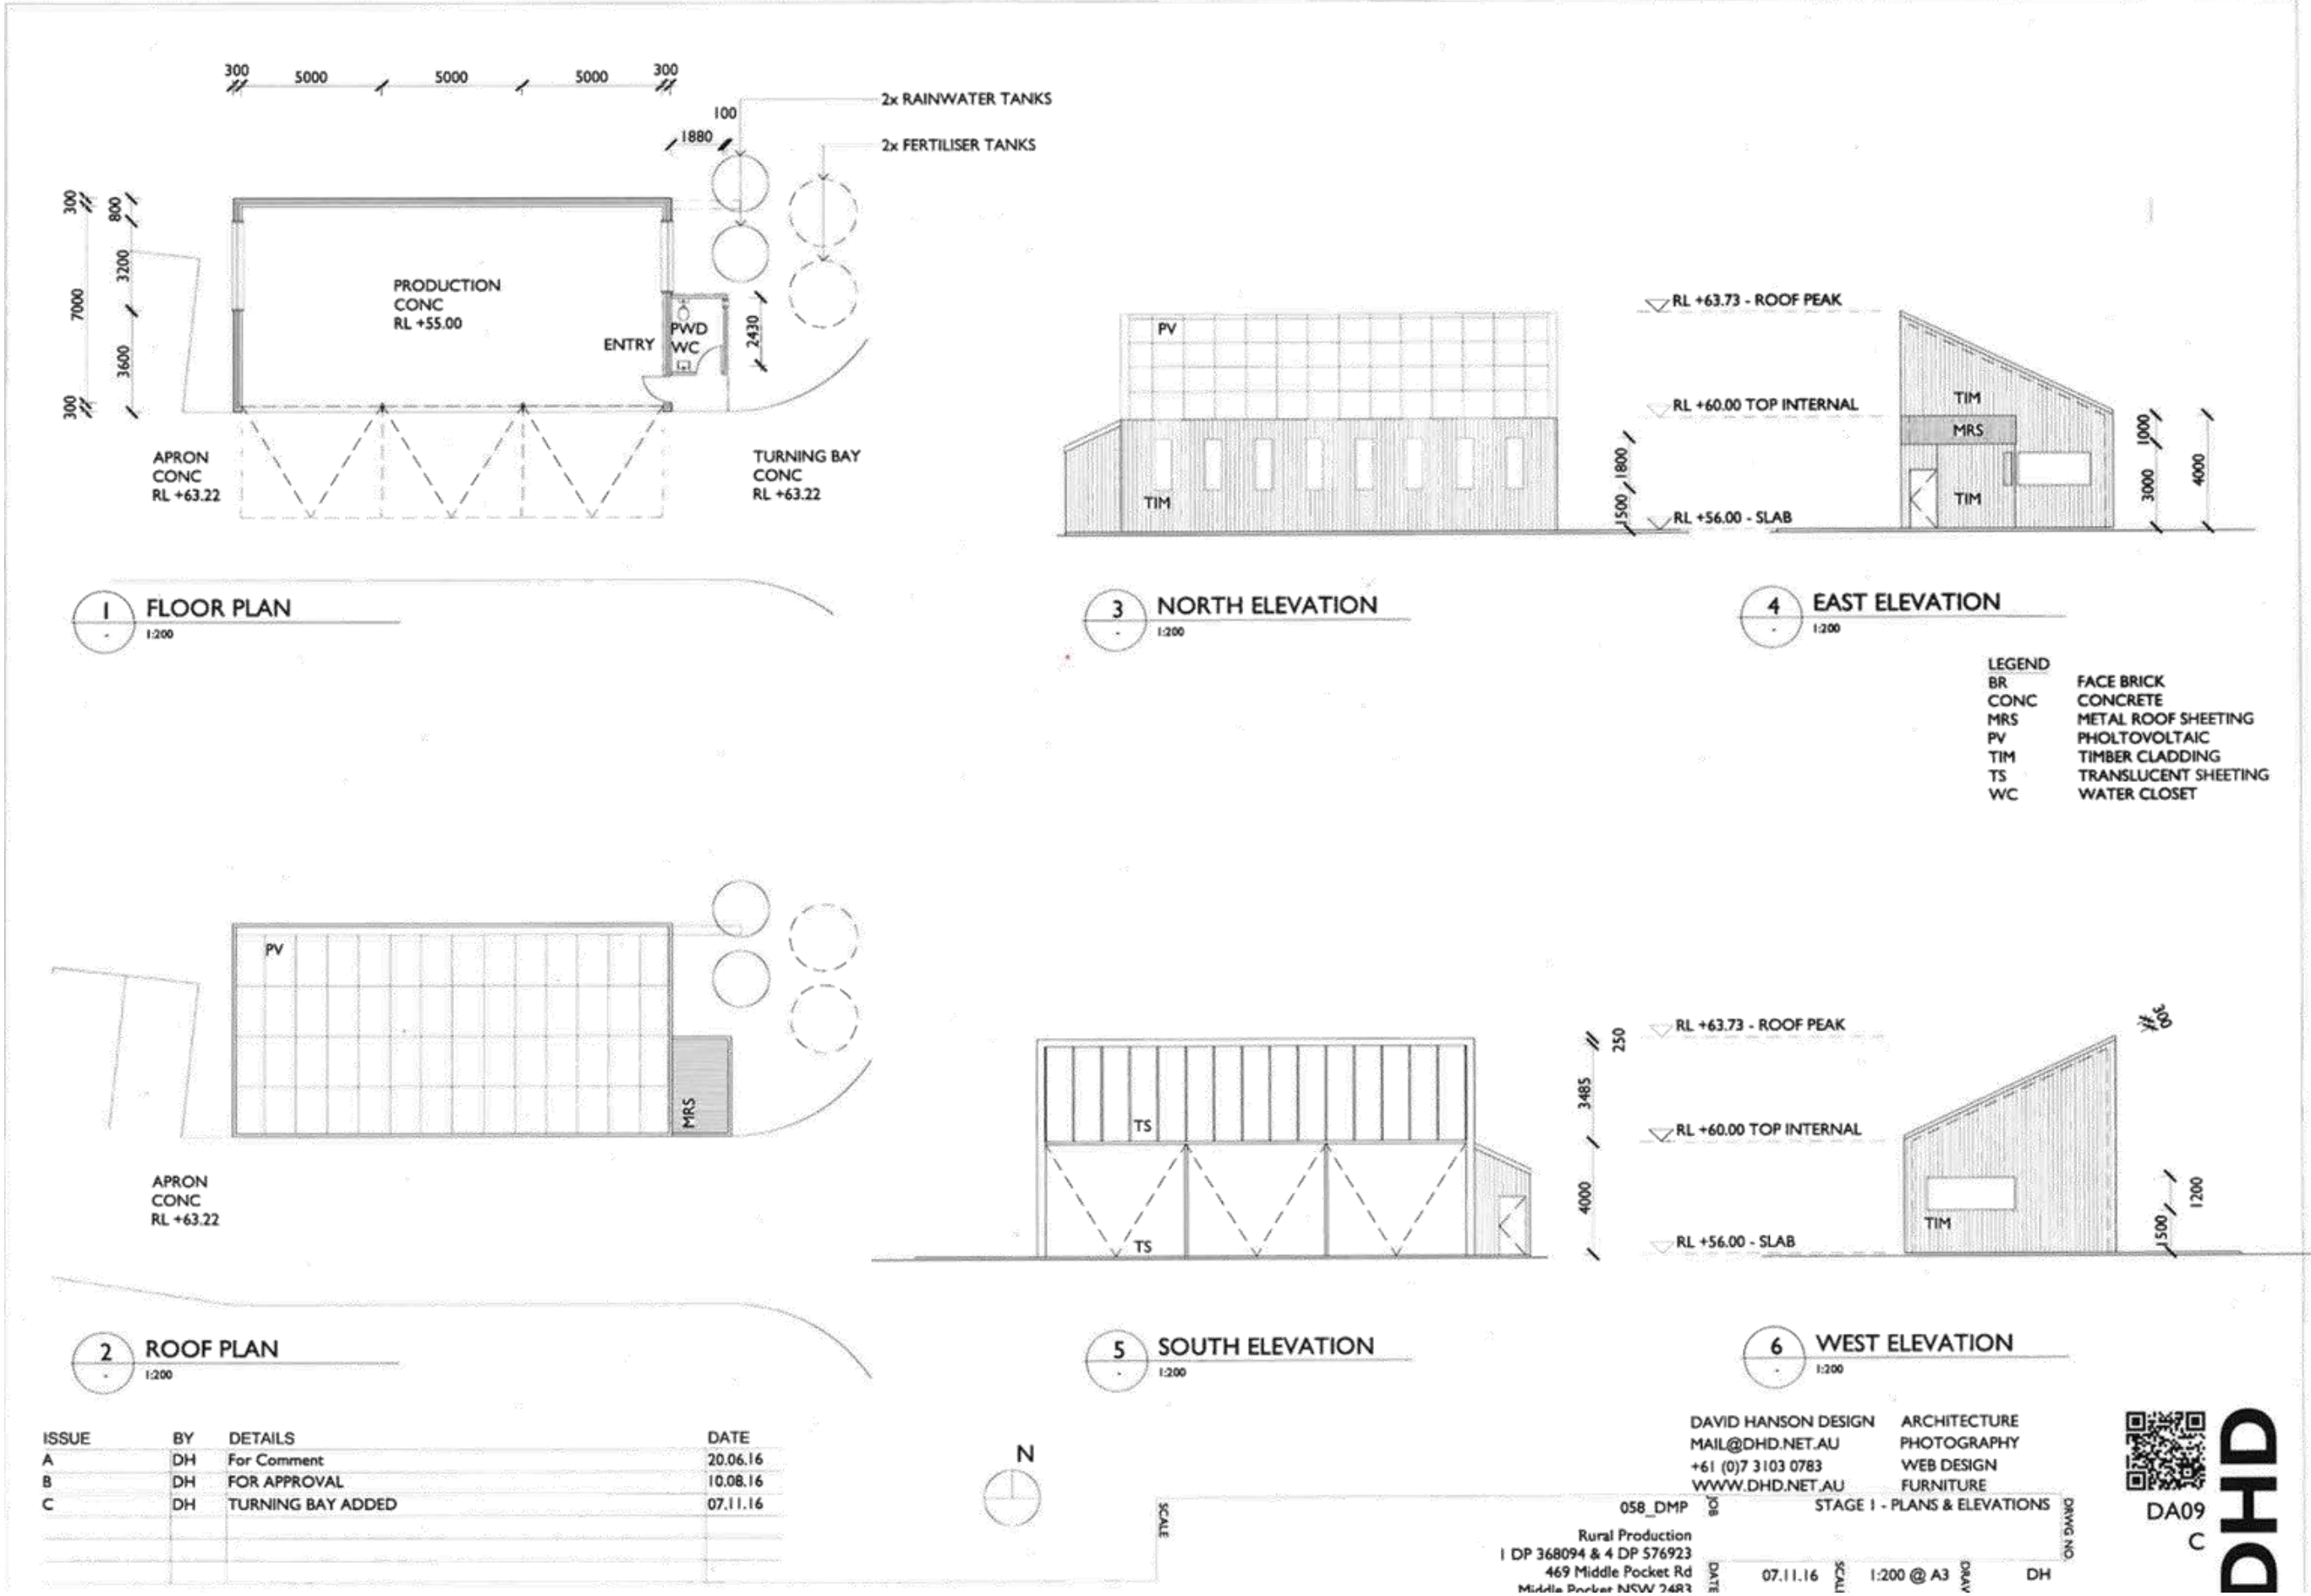 300 5000 5000 5000 300
100
1880
2x RAINWATER TANKS
2x FERTILISER TANKS
300
800
3200
7000
3600
300
PRODUCTION
CONC
RL +55.00
ENTRY
PWD
WC
2430
APRON
CONC
RL +63.22
TURNING BAY
CONC
RL +63.22
1
-
FLOOR PLAN
1:200
PV
TIM
1800
1500
3
-
NORTH ELEVATION
1:200
RL +63.73 - ROOF PEAK
RL +60.00 TOP INTERNAL
RL +56.00 - SLAB
TIM
MRS
TIM
1000
3000
4000
4
-
EAST ELEVATION
1:200
LEGEND
BR FACE BRICK
CONC CONCRETE
MRS METAL ROOF SHEETING
PV PHOLTOVOLTAIC
TIM TIMBER CLADDING
TS TRANSLUCENT SHEETING
WC WATER CLOSET
PV
MRS
APRON
CONC
RL +63.22
2
-
ROOF PLAN
1:200
TS
TS
250
3485
4000
5
-
SOUTH ELEVATION
1:200
RL +63.73 - ROOF PEAK
RL +60.00 TOP INTERNAL
RL +56.00 - SLAB
300
TIM
1200
1500
6
-
WEST ELEVATION
1:200
ISSUE BY DETAILS DATE
A DH For Comment 20.06.16
B DH FOR APPROVAL 10.08.16
C DH TURNING BAY ADDED 07.11.16
N
SCALE
DAVID HANSON DESIGN ARCHITECTURE
MAIL@DHD.NET.AU PHOTOGRAPHY
+61 (0)7 3103 0783 WEB DESIGN
WWW.DHD.NET.AU FURNITURE
058_DMP JOB STAGE 1 - PLANS & ELEVATIONS DRWG NO.
Rural Production
1 DP 368094 & 4 DP 576923
469 Middle Pocket Rd
Middle Pocket NSW 2483
DATE 07.11.16 SCALE 1:200 @ A3 DRAW DH
DA09
C
DHD